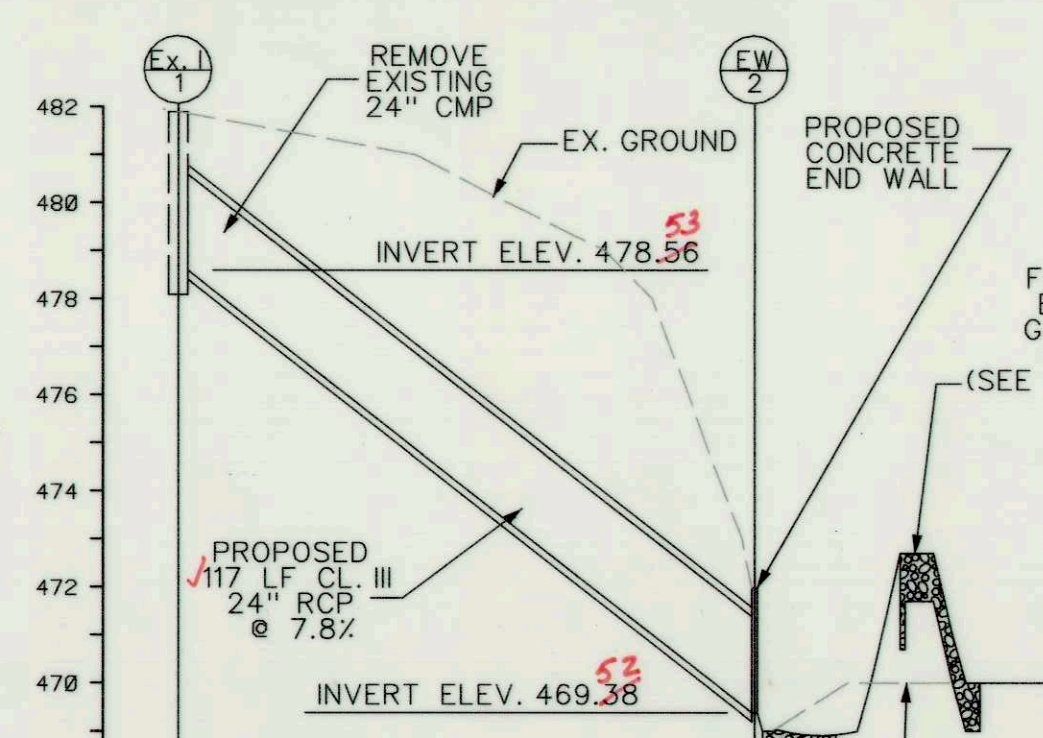 Ex. I
1
EW
2
REMOVE
EXISTING
24" CMP
EX. GROUND
PROPOSED
CONCRETE
END WALL
482
480
478
476
474
472
470
53
INVERT ELEV. 478.56
(SEE
PROPOSED
✓117 LF CL. III
24" RCP
@ 7.8%
52
INVERT ELEV. 469.38